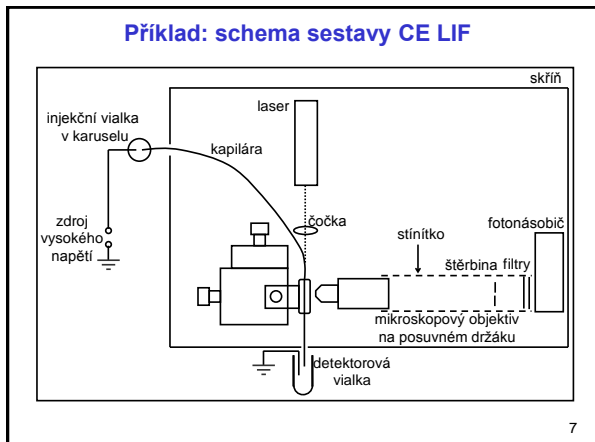 Příklad: schema sestavy CE LIF
skříň
laser
injekční vialka
v karuselu
kapilára
čočka
zdroj
vysokého
napětí
fotonásobič
stínítko
štěrbina filtry
mikroskopový objektiv
na posuvném držáku
detektorová
vialka
7